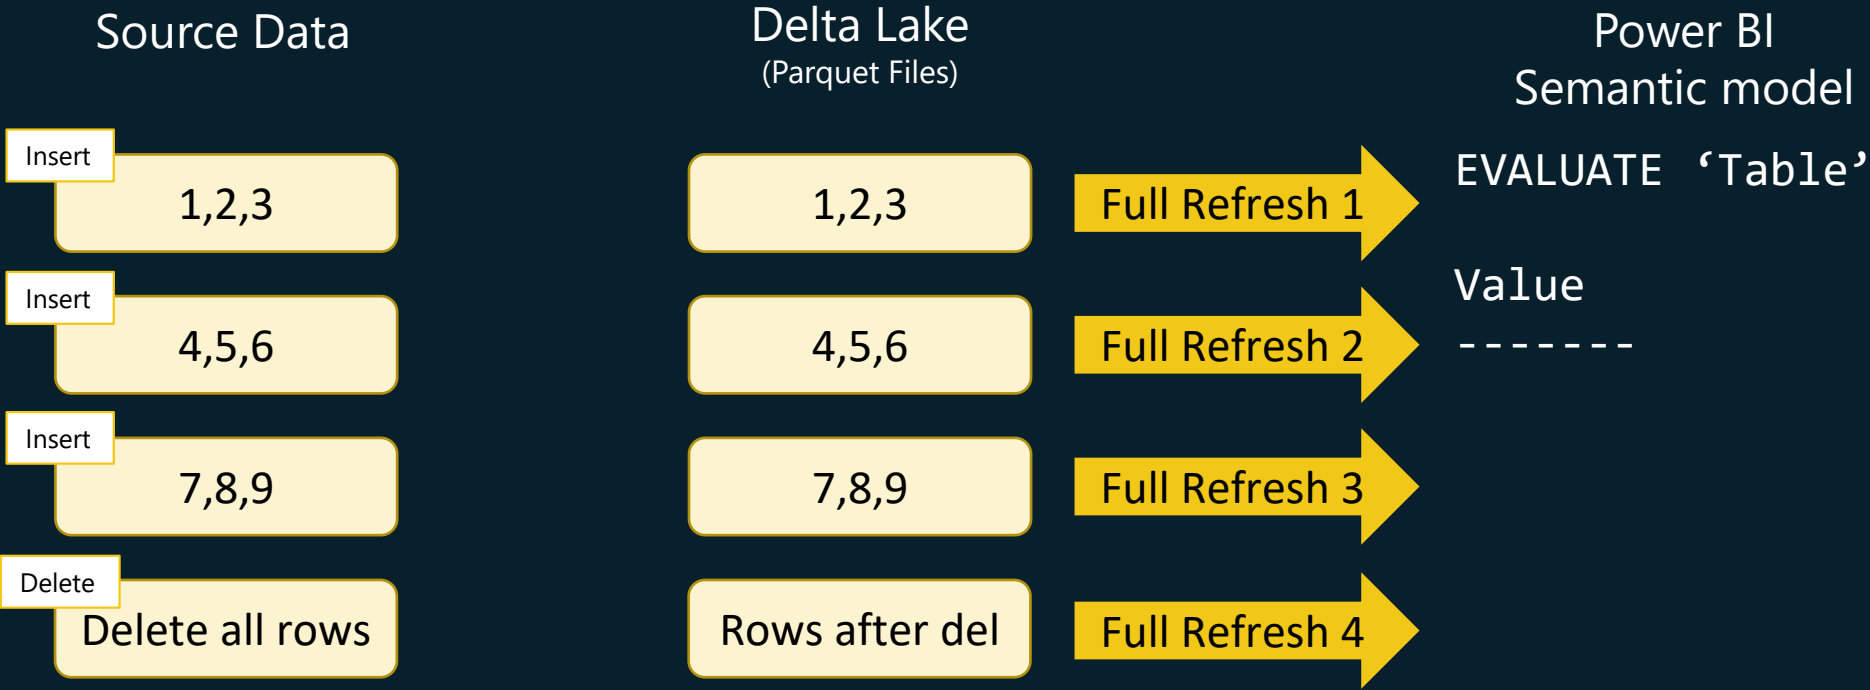 Source Data
Delta Lake
(Parquet Files)
Power BI
Semantic model
Insert
1,2,3
1,2,3
Full Refresh 1
EVALUATE ‘Table’
Insert
4,5,6
4,5,6
Full Refresh 2
Value
-------
Insert
7,8,9
7,8,9
Full Refresh 3
Delete
Delete all rows
Rows after del
Full Refresh 4